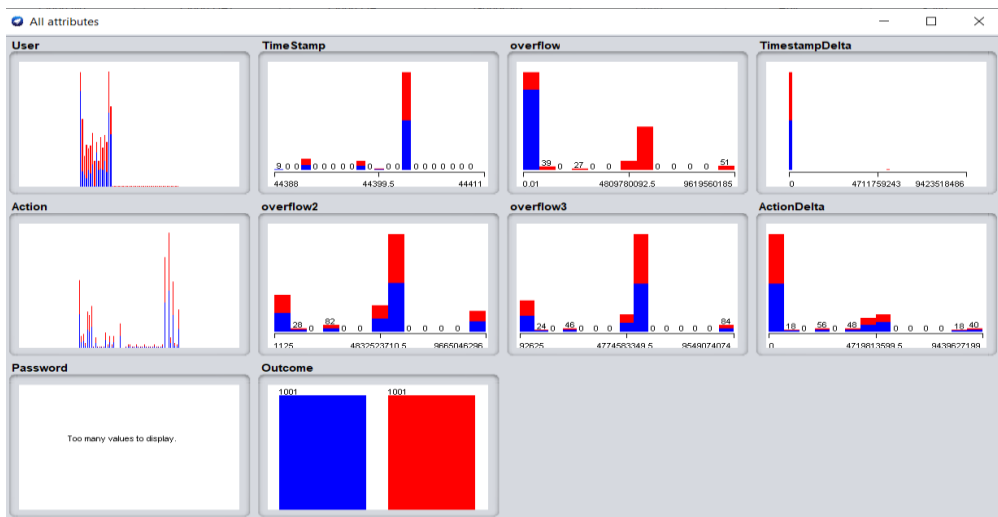 All attributes
User
TimeStamp
overflow
TimestampDelta
9 0 0 0 0 0 0 0 0 0 0 0 0 0 0 0 0
44388 44399.5 44411
39 0 27 0 0 0 0 0 0 51
0.01 4809780092.5 9619560185
0 4711759243 9423518486
Action
overflow2
overflow3
ActionDelta
28 0 82 0 0 0 0 0 0 0
1125 4832523710.5 9665046296
24 0 46 0 0 0 0 0 0 0 84
92625 4774583349.5 9549074074
18 0 56 0 48 0 0 0 18 40
0 4719813599.5 9439627199
Password
Outcome
Too many values to display.
1001 1001